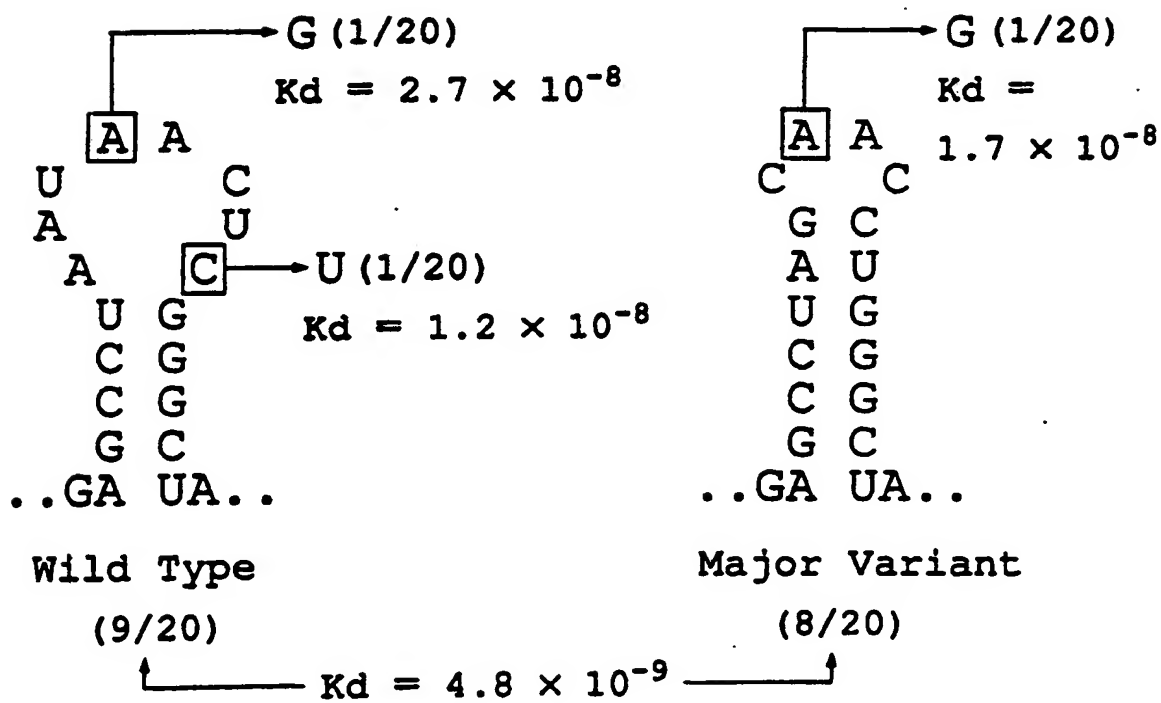 G (1/20) G (1/20)
Kd = 2.7 × 10⁻⁸ Kd =
A A A A 1.7 × 10⁻⁸
U C C C
A U G C
A C U (1/20) A U
U G Kd = 1.2 × 10⁻⁸ U G
C G C G
C G C G
G C G C
..GA UA.. ..GA UA..
Wild Type Major Variant
(9/20) (8/20)
Kd = 4.8 × 10⁻⁹